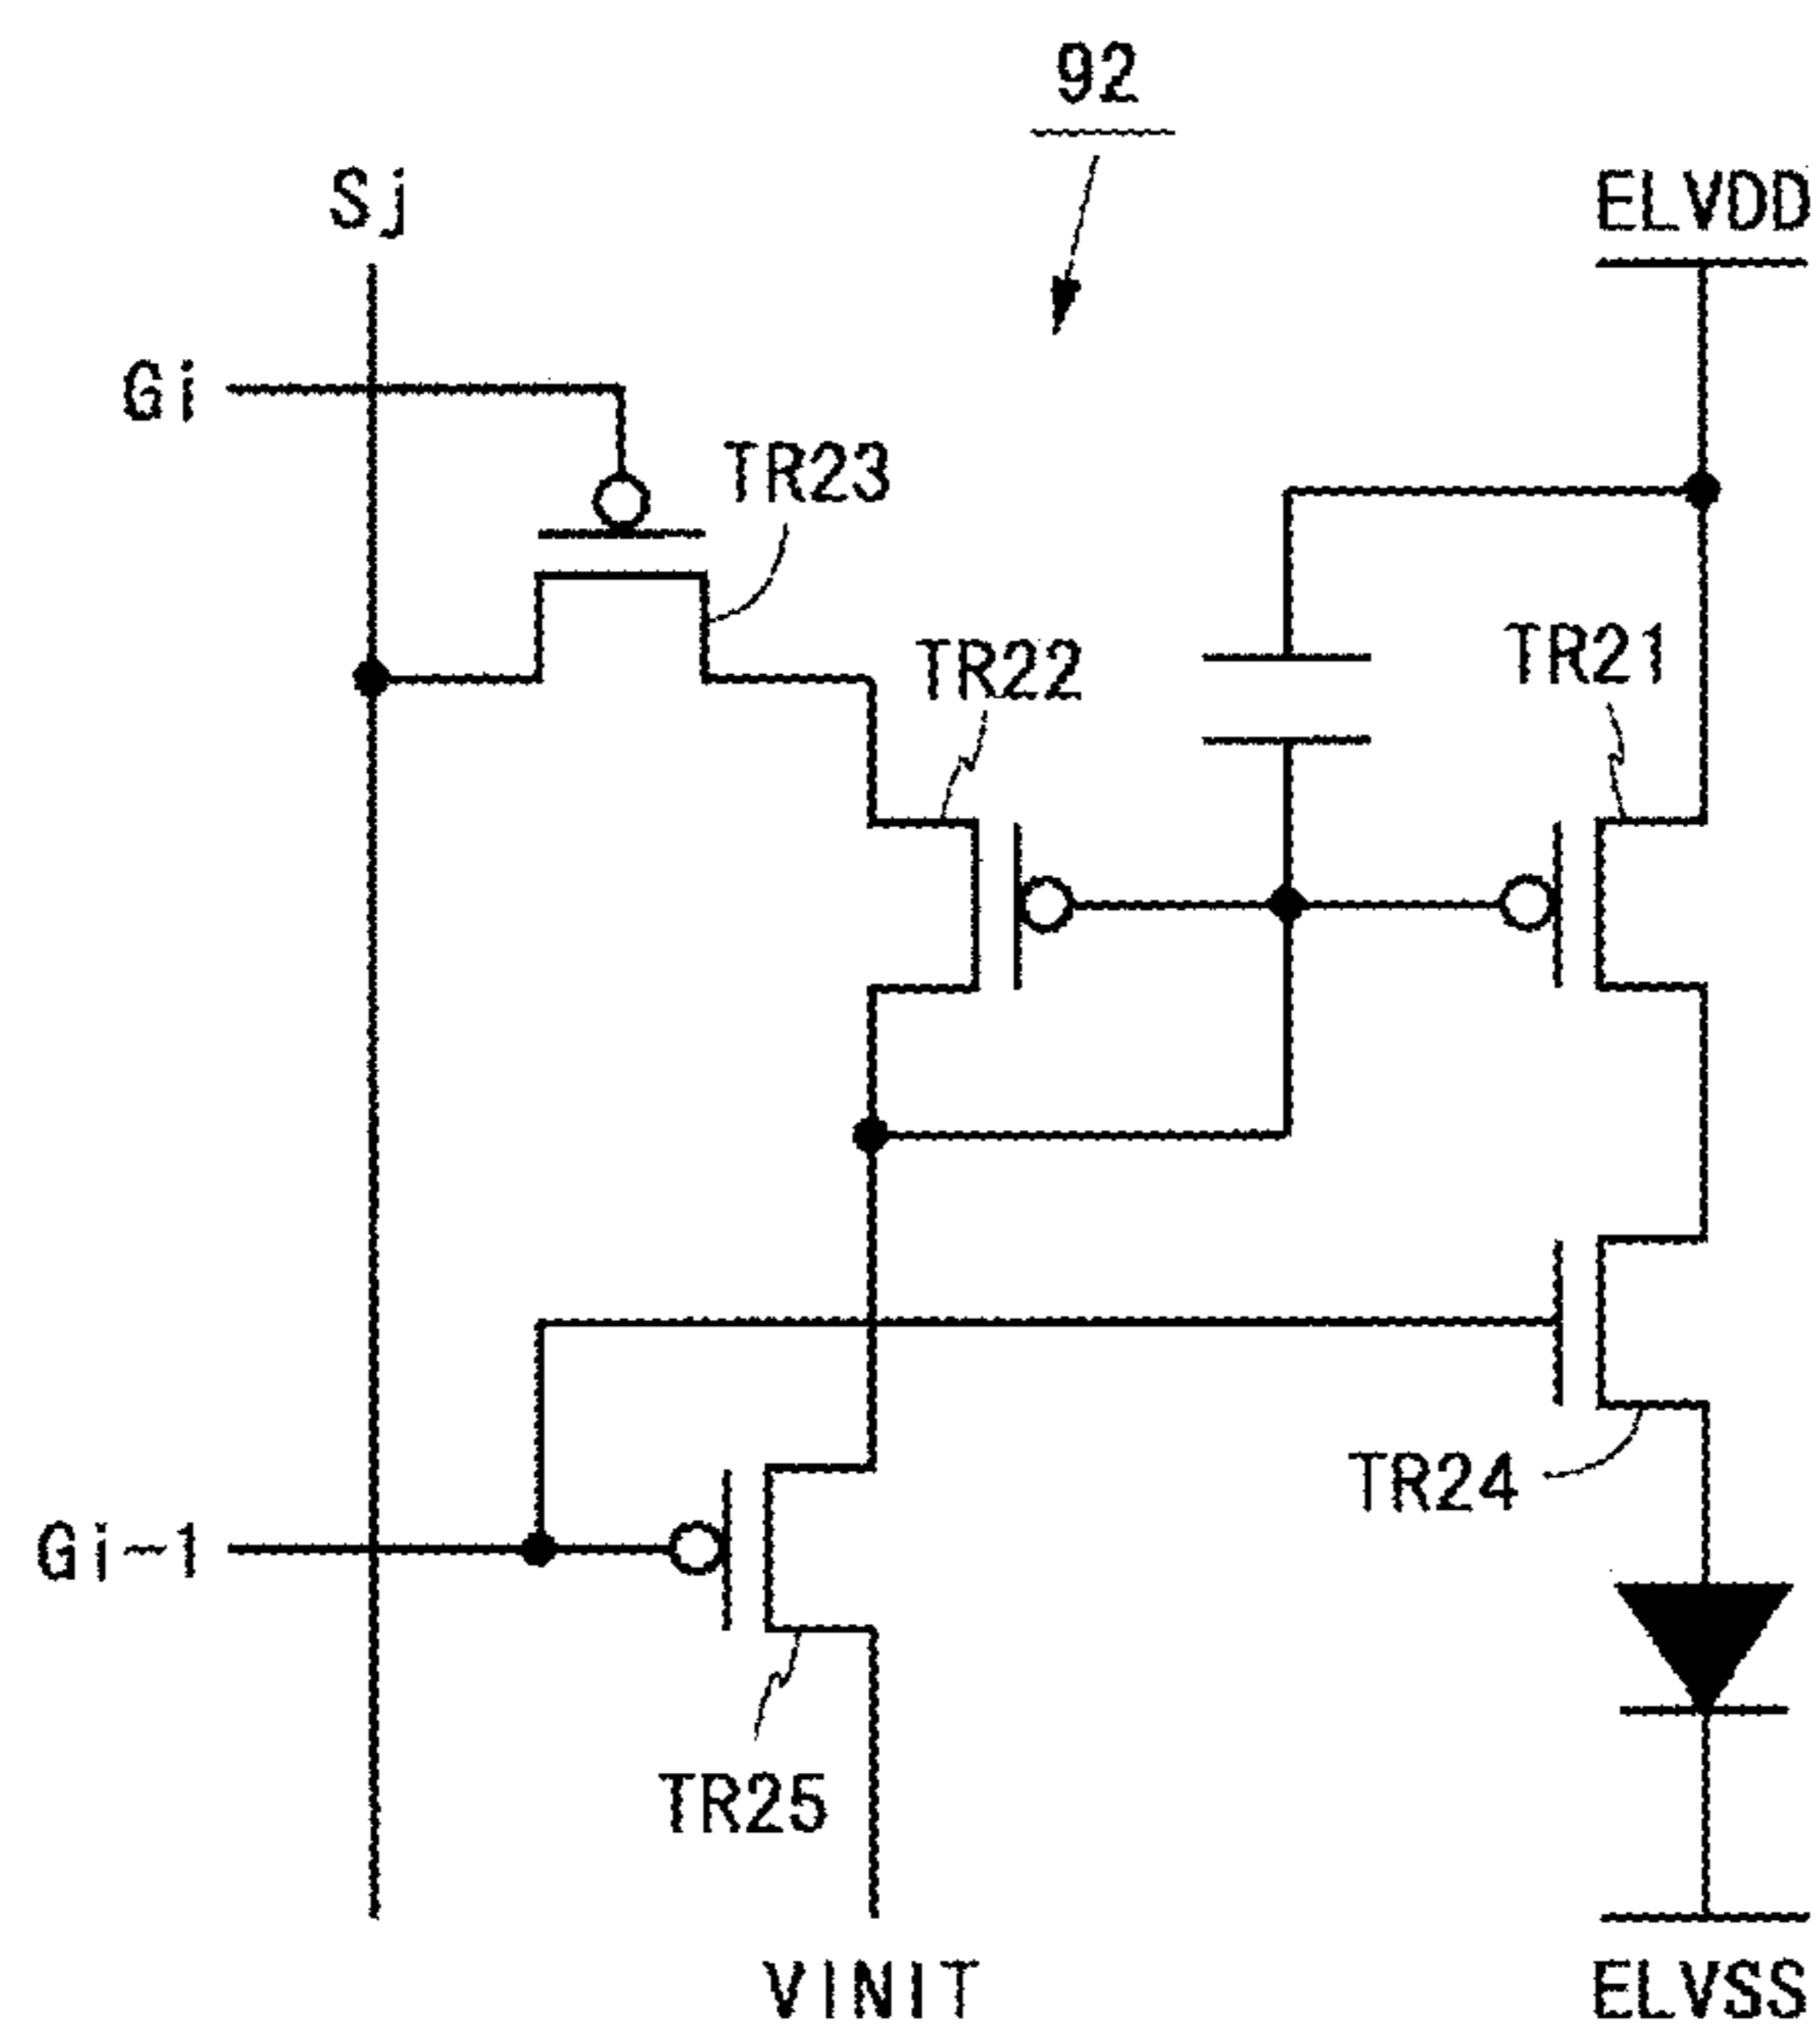 92
Sj
ELVDD
Gi
TR23
TR22
TR21
TR24
Gi-1
TR25
VINIT
ELVSS